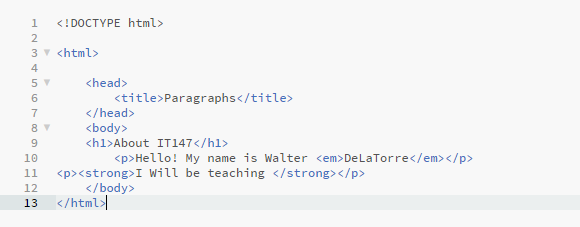 1 <!DOCTYPE html>
2
3 <html>
4
5 <head>
6 <title>Paragraphs</title>
7 </head>
8 <body>
9 <h1>About IT147</h1>
10 <p>Hello! My name is Walter <em>DeLaTorre</em></p>
11 <p><strong>I Will be teaching </strong></p>
12 </body>
13 </html>